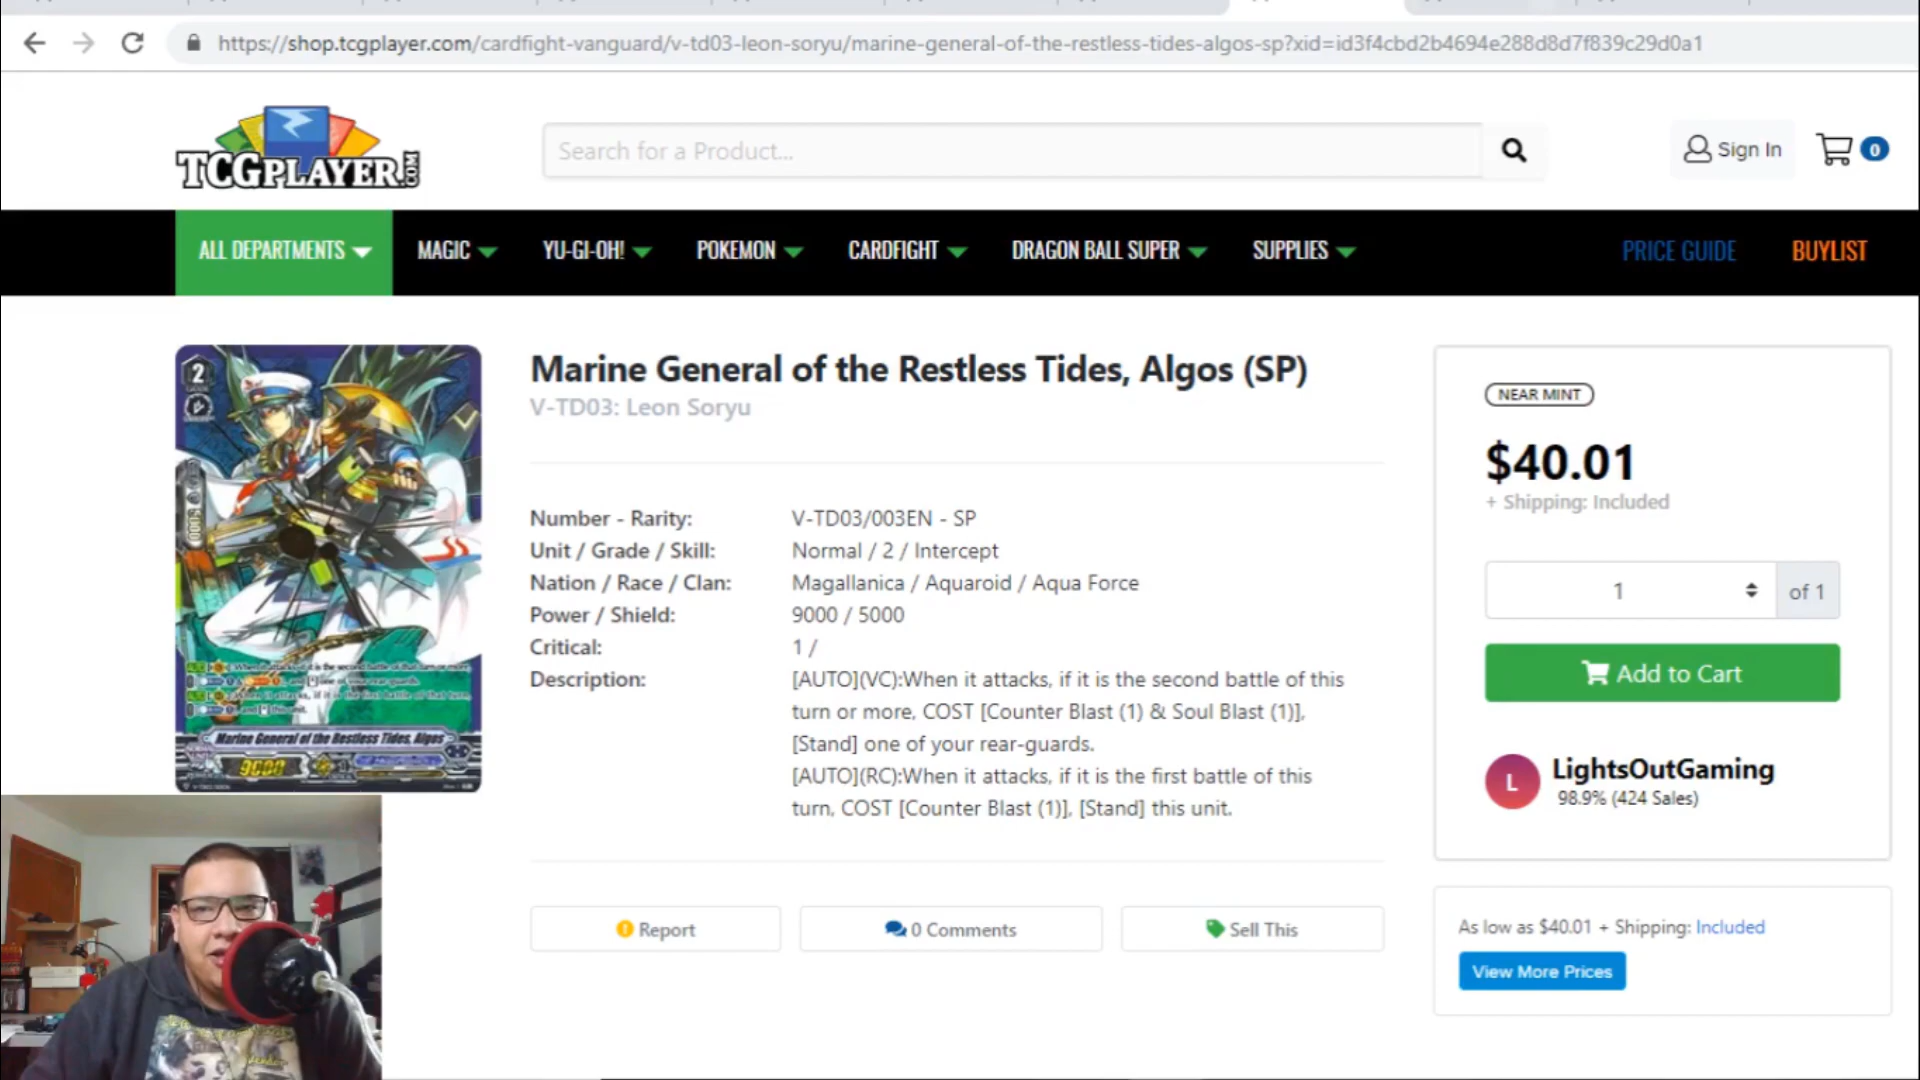 https://shop.tcgplayer.com/cardfight-vanguard/v-td03-leon-soryu/marine-general-of-the-restless-tides-algos-sp?xid=id3f4cbd2b4694e288d8d7f839c29d0a1
TCGPLAYER.COM
Search for a Product...
Sign In
0
ALL DEPARTMENTS
MAGIC
YU-GI-OH!
POKEMON
CARDFIGHT
DRAGON BALL SUPER
SUPPLIES
PRICE GUIDE
BUYLIST
2
Marine General of the Restless Tides, Algos
9000
Marine General of the Restless Tides, Algos (SP)
V-TD03: Leon Soryu
Number - Rarity: V-TD03/003EN - SP
Unit / Grade / Skill: Normal / 2 / Intercept
Nation / Race / Clan: Magallanica / Aquaroid / Aqua Force
Power / Shield: 9000 / 5000
Critical: 1 /
Description: [AUTO](VC):When it attacks, if it is the second battle of this
turn or more, COST [Counter Blast (1) & Soul Blast (1)],
[Stand] one of your rear-guards.
[AUTO](RC):When it attacks, if it is the first battle of this
turn, COST [Counter Blast (1)], [Stand] this unit.
Report
0 Comments
Sell This
NEAR MINT
$40.01
+ Shipping: Included
1
of 1
Add to Cart
L
LightsOutGaming
98.9% (424 Sales)
As low as $40.01 + Shipping: Included
View More Prices